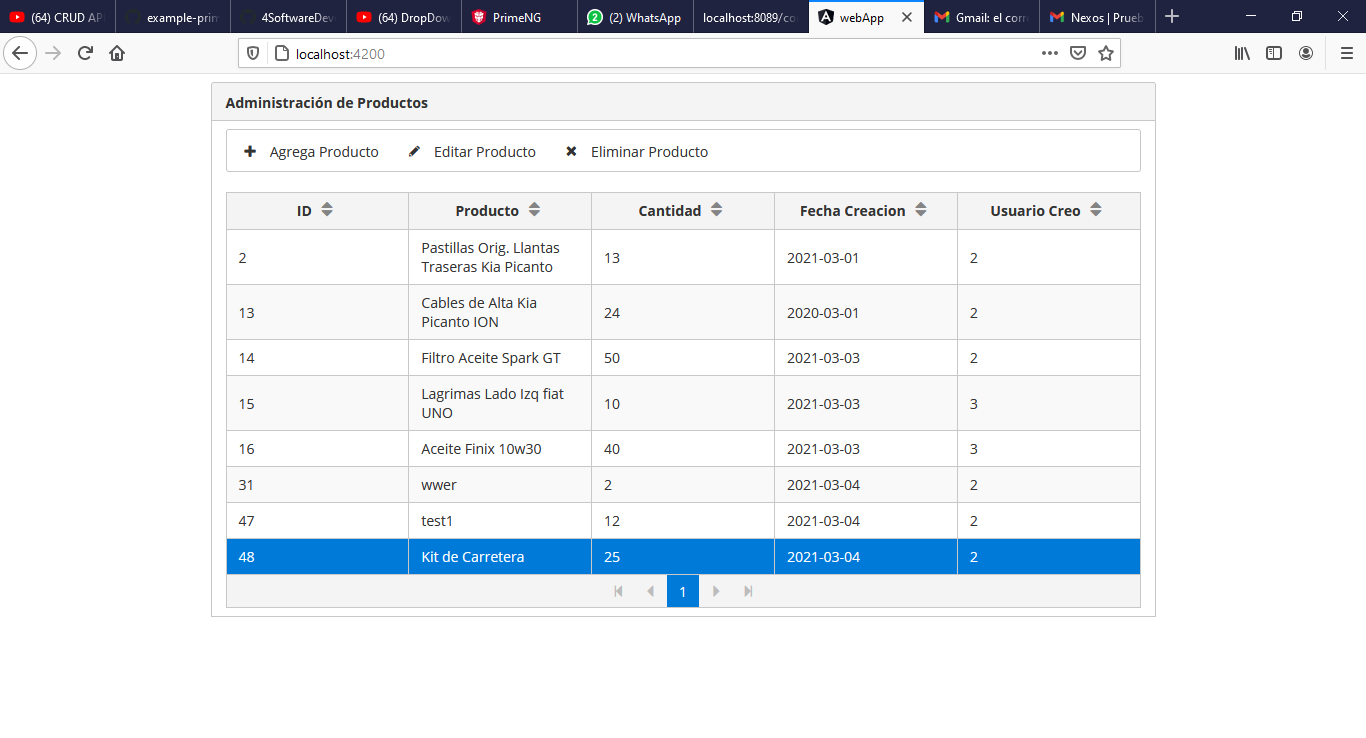 (64) CRUD AP
example-prim
4SoftwareDev
(64) DropDow
PrimeNG
(2) WhatsApp
localhost:8089/co
webApp
Gmail: el corr
Nexos | Prueb
localhost:4200
Administración de Productos
Agrega Producto
Editar Producto
Eliminar Producto
ID Producto Cantidad Fecha Creacion Usuario Creo
2 Pastillas Orig. Llantas Traseras Kia Picanto 13 2021-03-01 2
13 Cables de Alta Kia Picanto ION 24 2020-03-01 2
14 Filtro Aceite Spark GT 50 2021-03-03 2
15 Lagrimas Lado Izq fiat UNO 10 2021-03-03 3
16 Aceite Finix 10w30 40 2021-03-03 3
31 wwer 2 2021-03-04 2
47 test1 12 2021-03-04 2
48 Kit de Carretera 25 2021-03-04 2
1